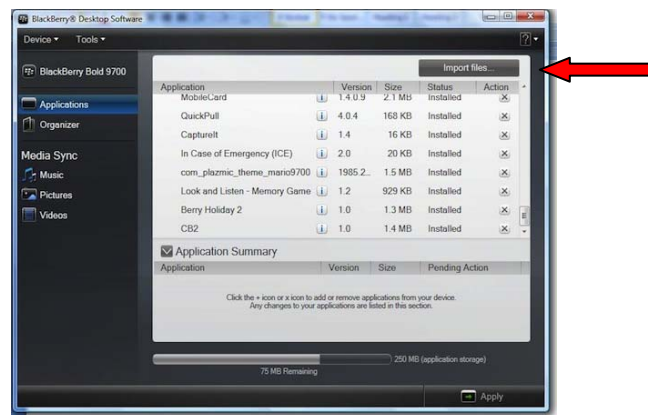 BlackBerry® Desktop Software
Device Tools ?
BlackBerry Bold 9700
Import files...
Application Version Size Status Action
MobileCard i 1.4.0.9 2.1 MB Installed x
QuickPull i 4.0.4 168 KB Installed x
CaptureIt i 1.4 16 KB Installed x
In Case of Emergency (ICE) i 2.0 20 KB Installed x
com_plazmic_theme_mario9700 i 1985.2... 1.5 MB Installed x
Look and Listen - Memory Game i 1.2 929 KB Installed x
Berry Holiday 2 i 1.0 1.3 MB Installed x
CB2 i 1.0 1.4 MB Installed x
Applications
Organizer
Media Sync
Music
Pictures
Videos
Application Summary
Application Version Size Pending Action
Click the + icon or x icon to add or remove applications from your device.
Any changes to your applications are listed in this section.
250 MB (application storage)
75 MB Remaining
Apply